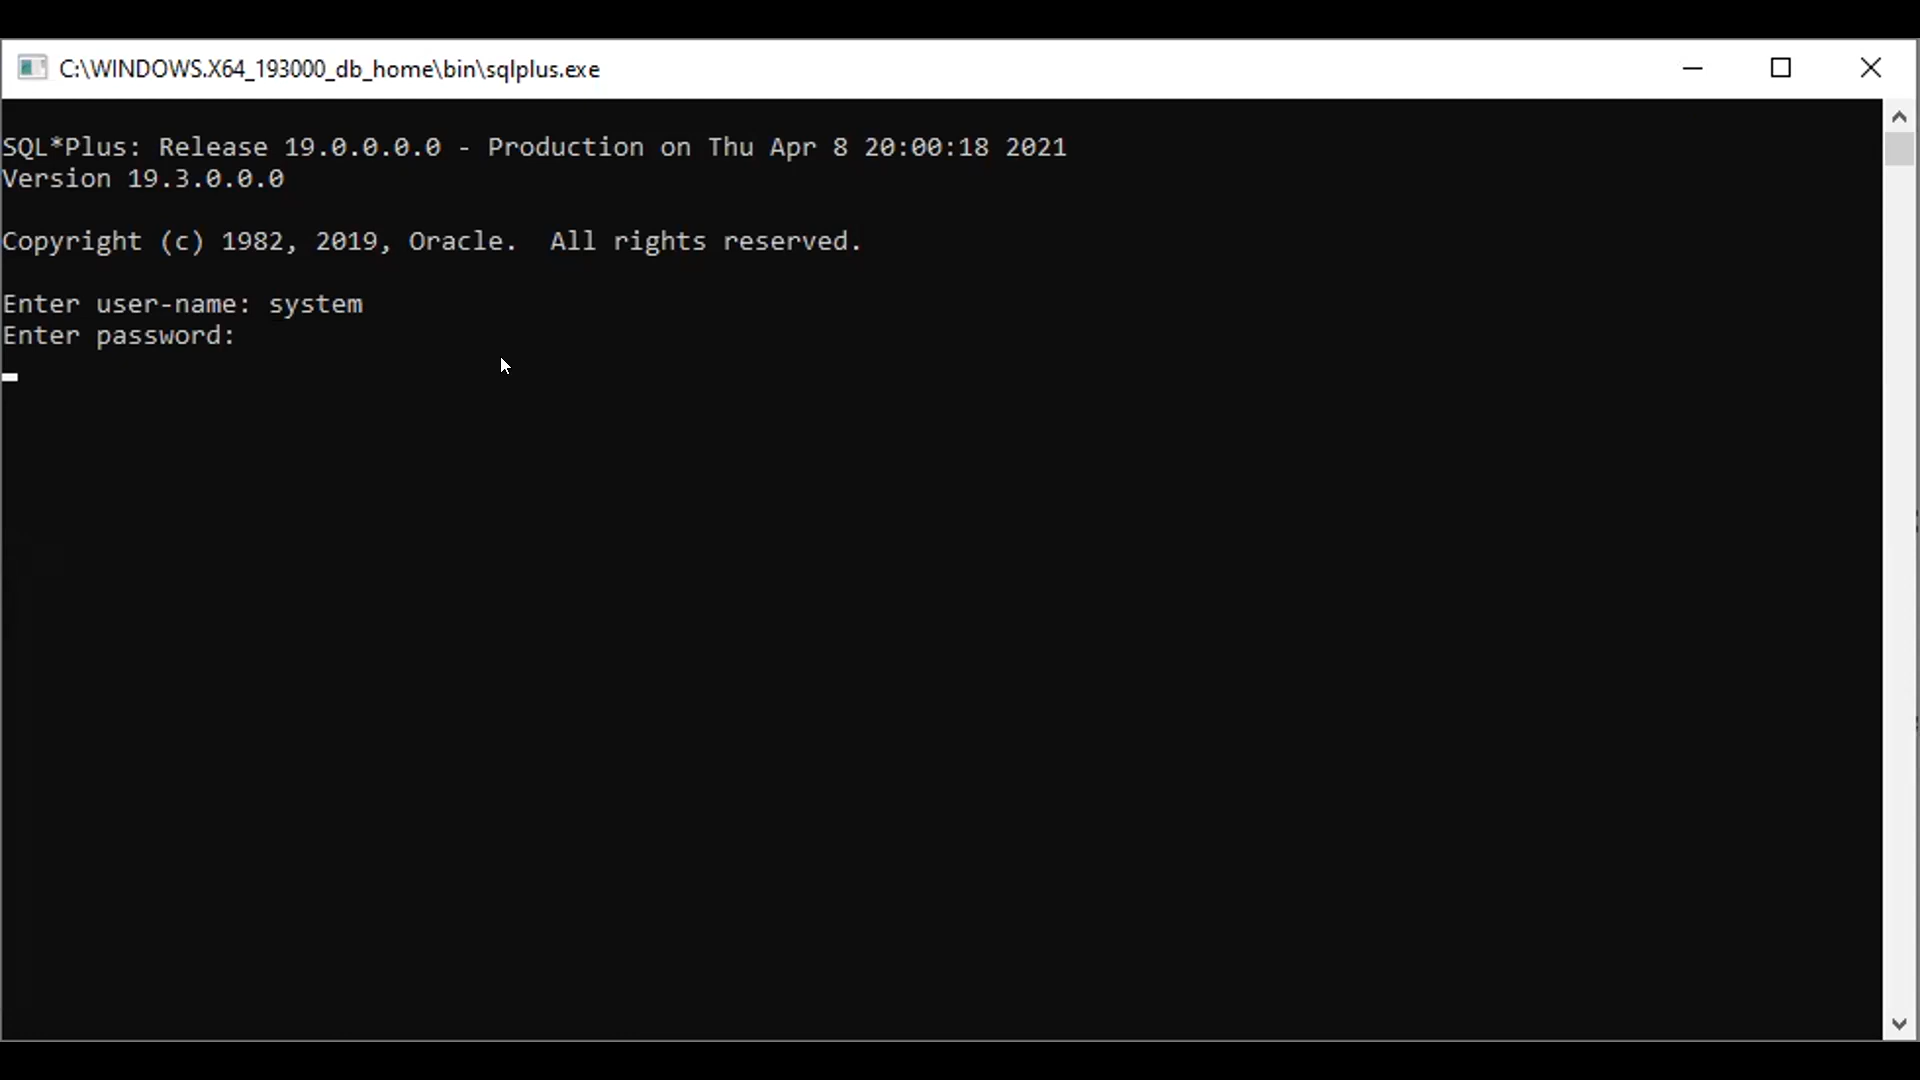 C:\WINDOWS.X64_193000_db_home\bin\sqlplus.exe
SQL*Plus: Release 19.0.0.0.0 - Production on Thu Apr 8 20:00:18 2021
Version 19.3.0.0.0
Copyright (c) 1982, 2019, Oracle.  All rights reserved.
Enter user-name: system
Enter password: